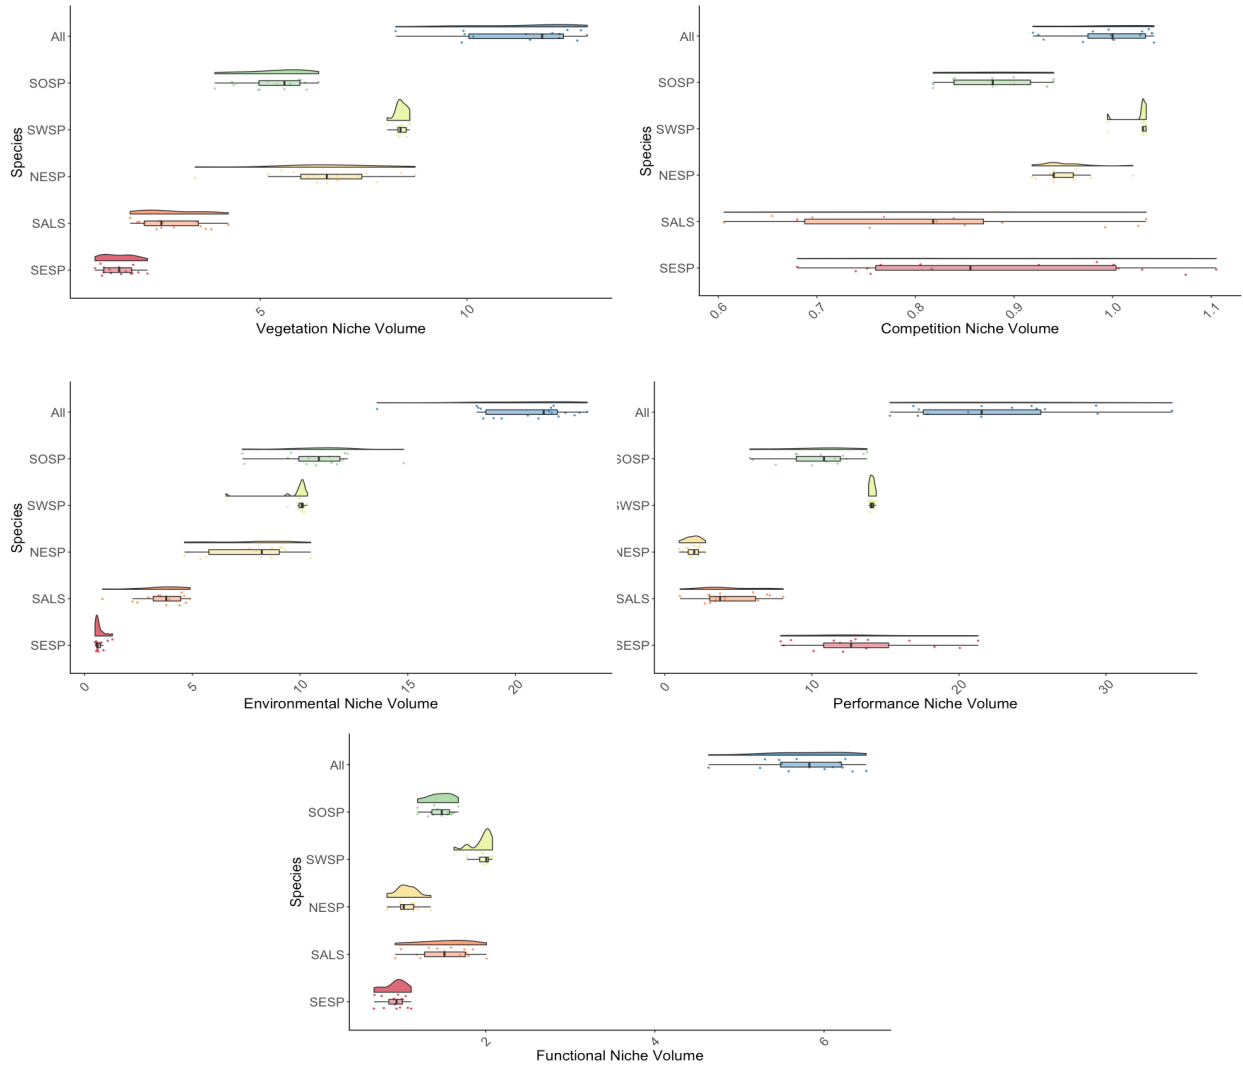 All
SOSP
SWSP
NESP
SALS
SESP
Species
5
10
Vegetation Niche Volume
All
SOSP
SWSP
NESP
SALS
SESP
Species
0.6
0.7
0.8
0.9
1.0
1.1
Competition Niche Volume
All
SOSP
SWSP
NESP
SALS
SESP
Species
0
5
10
15
20
Environmental Niche Volume
All
SOSP
SWSP
NESP
SALS
SESP
0
10
20
30
Performance Niche Volume
All
SOSP
SWSP
NESP
SALS
SESP
Species
2
4
6
Functional Niche Volume